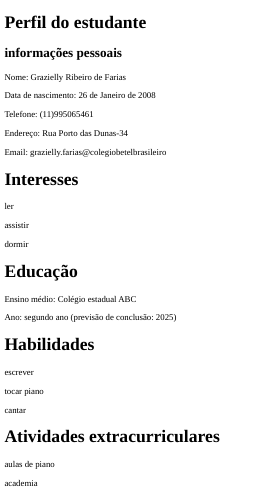 Perfil do estudante
informações pessoais
Nome: Grazielly Ribeiro de Farias
Data de nascimento: 26 de Janeiro de 2008
Telefone: (11)995065461
Endereço: Rua Porto das Dunas-34
Email: grazielly.farias@colegiobetelbrasileiro
Interesses
ler
assistir
dormir
Educação
Ensino médio: Colégio estadual ABC
Ano: segundo ano (previsão de conclusão: 2025)
Habilidades
escrever
tocar piano
cantar
Atividades extracurriculares
aulas de piano
academia